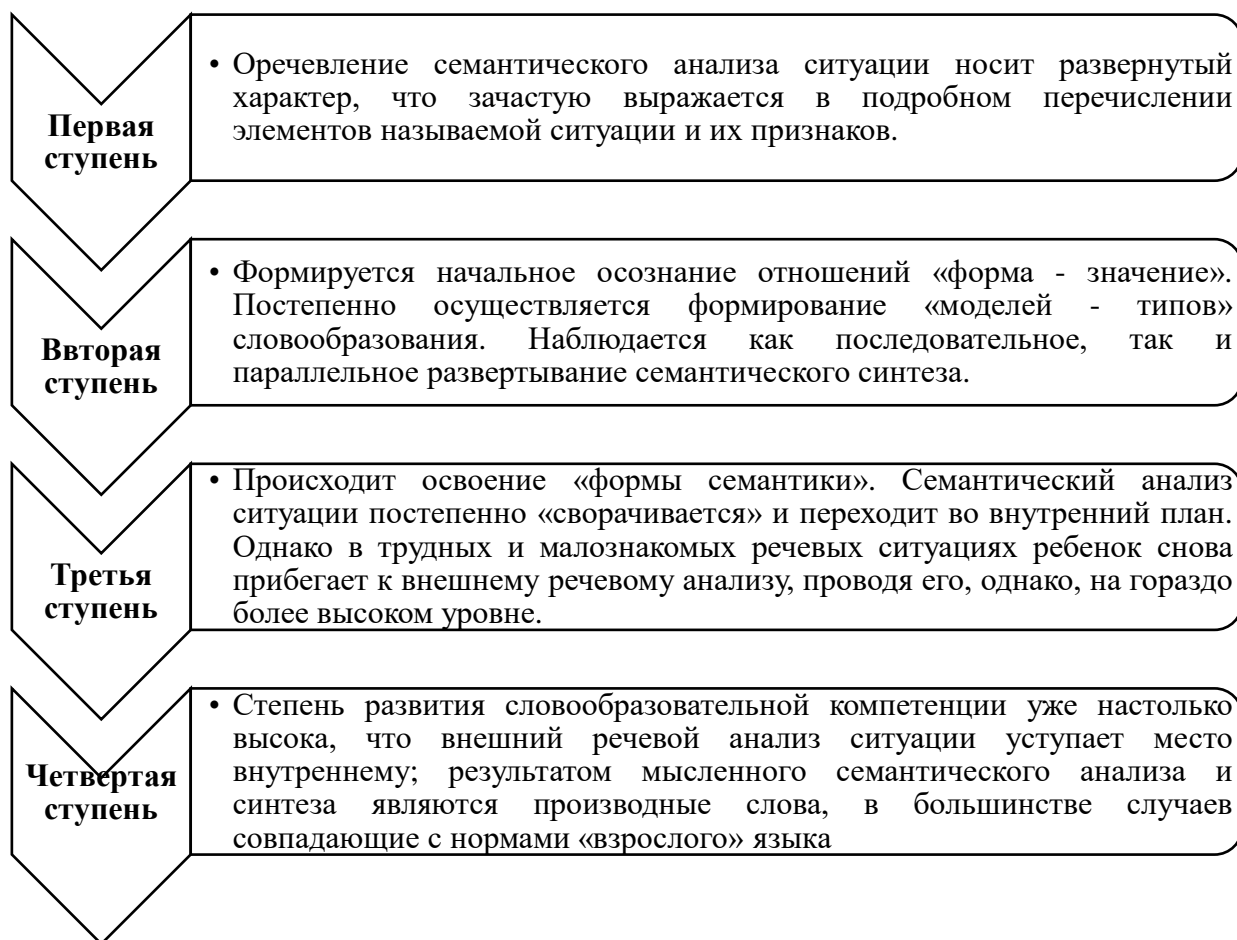 Первая
ступень
• Оречевление семантического анализа ситуации носит развернутый
характер, что зачастую выражается в подробном перечислении
элементов называемой ситуации и их признаков.
Ввторая
ступень
• Формируется начальное осознание отношений «форма - значение».
Постепенно осуществляется формирование «моделей - типов»
словообразования. Наблюдается как последовательное, так и
параллельное развертывание семантического синтеза.
Третья
ступень
• Происходит освоение «формы семантики». Семантический анализ
ситуации постепенно «сворачивается» и переходит во внутренний план.
Однако в трудных и малознакомых речевых ситуациях ребенок снова
прибегает к внешнему речевому анализу, проводя его, однако, на гораздо
более высоком уровне.
Четвертая
ступень
• Степень развития словообразовательной компетенции уже настолько
высока, что внешний речевой анализ ситуации уступает место
внутреннему; результатом мысленного семантического анализа и
синтеза являются производные слова, в большинстве случаев
совпадающие с нормами «взрослого» языка